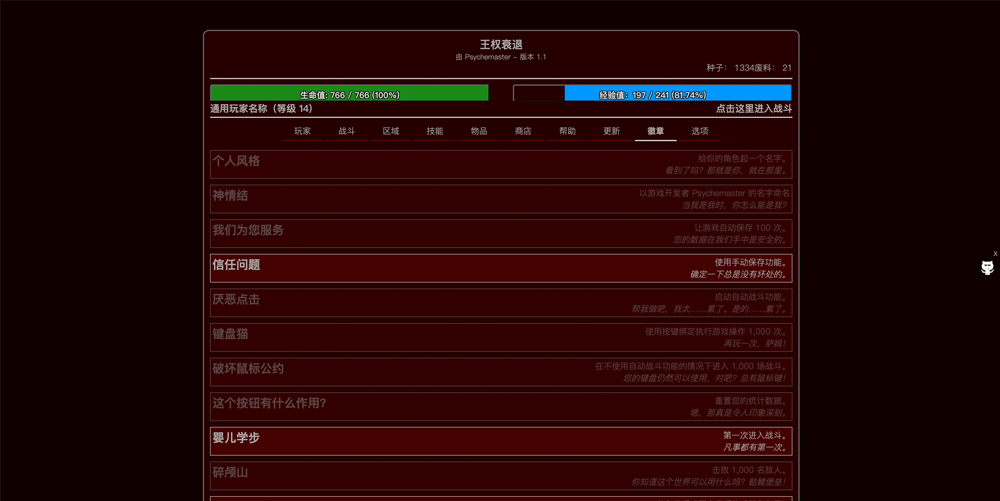 王权衰退
由 Psychemaster – 版本 1.1
种子： 1334废料： 21
生命值: 766 / 766 (100%)
经验值: 197 / 241 (81.74%)
通用玩家名称（等级 14）
点击这里进入战斗
玩家 战斗 区域 技能 物品 商店 帮助 更新 徽章 选项
个人风格
给你的角色起一个名字。
看到了吗？那就是你，就在那里。
神情结
以游戏开发者 Psychemaster 的名字命名
当我是我时，你怎么能是我？
我们为您服务
让游戏自动保存 100 次。
您的数据在我们手中是安全的。
信任问题
使用手动保存功能。
确定一下总是没有坏处的。
厌恶点击
启动自动战斗功能。
帮我做吧，我太……累了。是的……累了。
键盘猫
使用按键绑定执行游戏操作 1,000 次。
再玩一次，萨姆！
破坏鼠标公约
在不使用自动战斗功能的情况下进入 1,000 场战斗。
您的键盘仍然可以使用，对吧？总有鼠标键！
这个按钮有什么作用？
重置您的统计数据。
嗯，那真是令人印象深刻。
婴儿学步
第一次进入战斗。
凡事都有第一次。
碎颅山
击败 1,000 名敌人。
你知道这个世界可以用什么吗？骷髅堡垒！
x